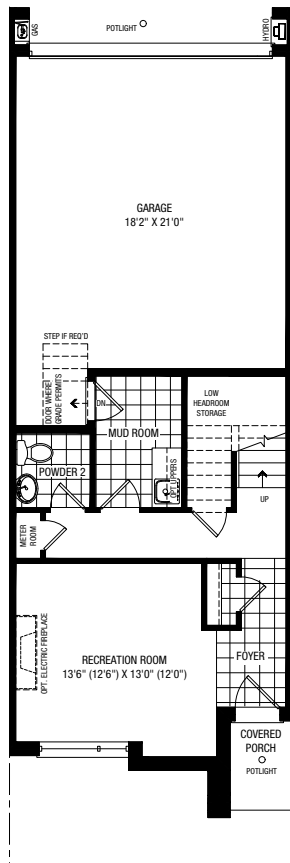 GAS
POTLIGHT
HYDRO
GARAGE
18'2" X 21'0"
STEP IF REQ'D
DOOR WHERE
GRADE PERMITS
DN
LOW
HEADROOM
STORAGE
MUD ROOM
POWDER 2
OPT. UPPERS
UP
METER
ROOM
OPT. ELECTRIC FIREPLACE
RECREATION ROOM
13'6" (12'6") X 13'0" (12'0")
FOYER
COVERED
PORCH
POTLIGHT